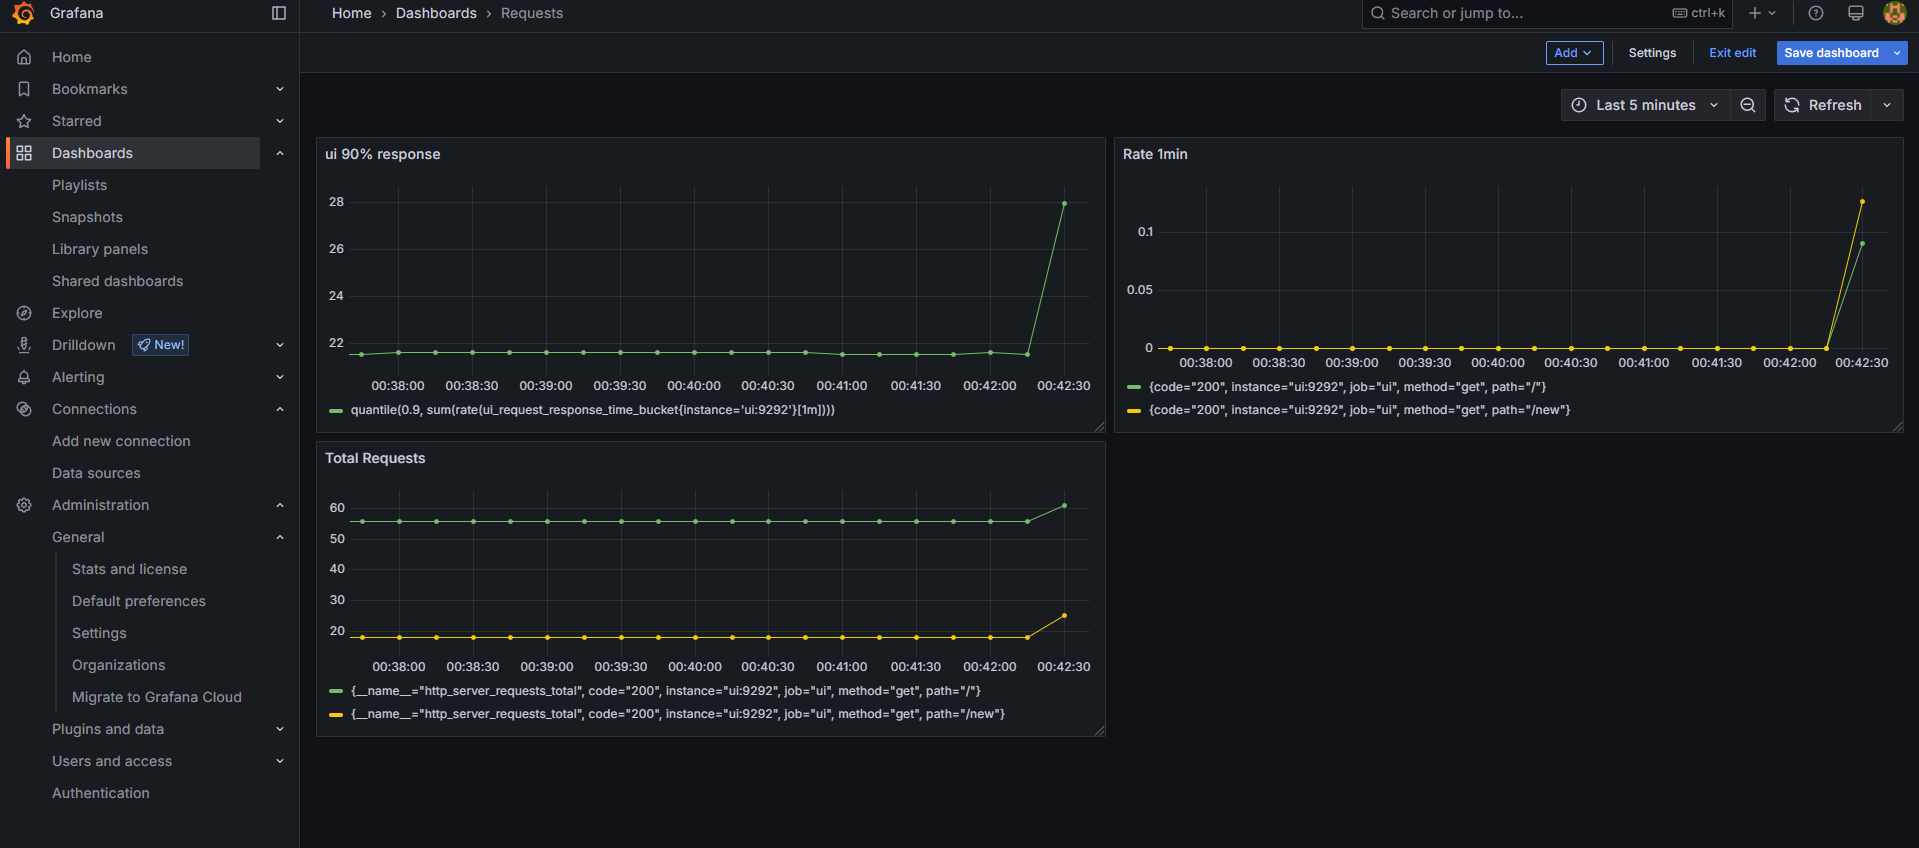 Grafana
Home › Dashboards › Requests
Search or jump to...
ctrl+k
Add
Settings
Exit edit
Save dashboard
Home
Bookmarks
Starred
Dashboards
Playlists
Snapshots
Library panels
Shared dashboards
Explore
Drilldown New!
Alerting
Connections
Add new connection
Data sources
Administration
General
Stats and license
Default preferences
Settings
Organizations
Migrate to Grafana Cloud
Plugins and data
Users and access
Authentication
Last 5 minutes
Refresh
ui 90% response
28
26
24
22
00:38:00 00:38:30 00:39:00 00:39:30 00:40:00 00:40:30 00:41:00 00:41:30 00:42:00 00:42:30
quantile(0.9, sum(rate(ui_request_response_time_bucket{instance='ui:9292'}[1m])))
Rate 1min
0.1
0.05
0
00:38:00 00:38:30 00:39:00 00:39:30 00:40:00 00:40:30 00:41:00 00:41:30 00:42:00 00:42:30
{code="200", instance="ui:9292", job="ui", method="get", path="/"}
{code="200", instance="ui:9292", job="ui", method="get", path="/new"}
Total Requests
60
50
40
30
20
00:38:00 00:38:30 00:39:00 00:39:30 00:40:00 00:40:30 00:41:00 00:41:30 00:42:00 00:42:30
{__name__="http_server_requests_total", code="200", instance="ui:9292", job="ui", method="get", path="/"}
{__name__="http_server_requests_total", code="200", instance="ui:9292", job="ui", method="get", path="/new"}